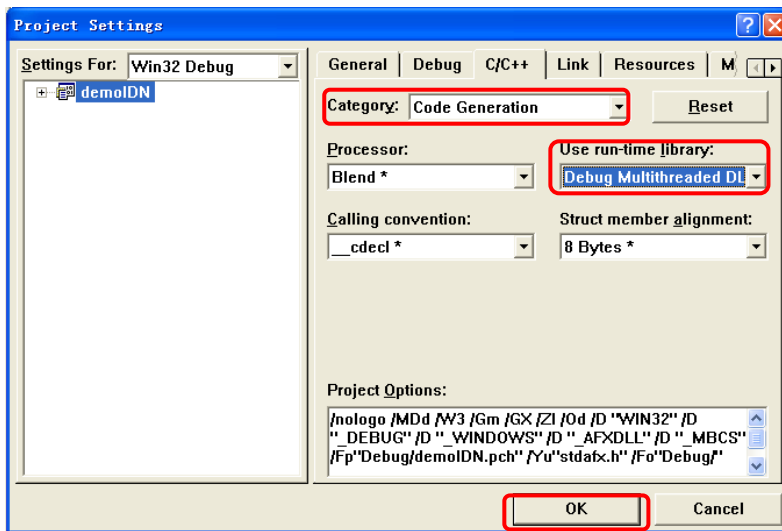 Project Settings
Settings For: Win32 Debug
General Debug C/C++ Link Resources M
demoIDN
Category: Code Generation Reset
Processor: Use run-time library:
Blend * Debug Multithreaded DL
Calling convention: Struct member alignment:
__cdecl * 8 Bytes *
Project Options:
/nologo /MDd /W3 /Gm /GX /ZI /Od /D "WIN32" /D
"_DEBUG" /D "_WINDOWS" /D "_AFXDLL" /D "_MBCS"
/Fp"Debug/demoIDN.pch" /Yu"stdafx.h" /Fo"Debug/"
OK Cancel